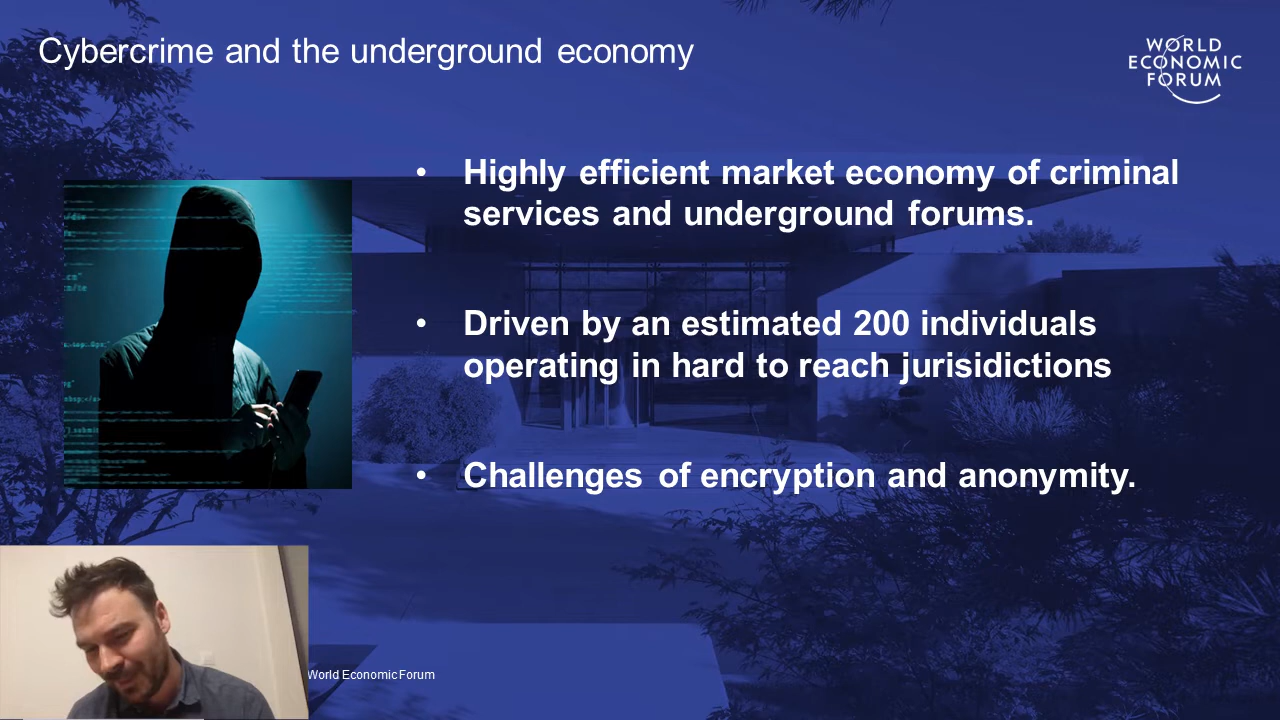 Cybercrime and the underground economy
WORLD
ECONOMIC
FORUM
• Highly efficient market economy of criminal
services and underground forums.
• Driven by an estimated 200 individuals
operating in hard to reach jurisidictions
• Challenges of encryption and anonymity.
World Economic Forum